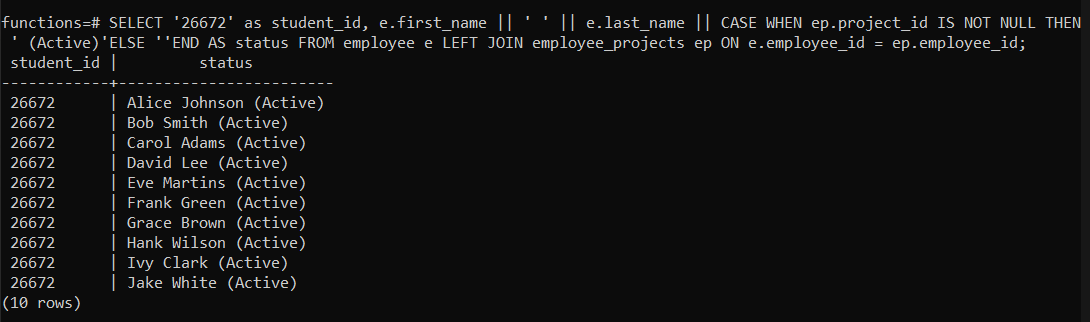 functions=# SELECT '26672' as student_id, e.first_name || ' ' || e.last_name || CASE WHEN ep.project_id IS NOT NULL THEN
 ' (Active)'ELSE ''END AS status FROM employee e LEFT JOIN employee_projects ep ON e.employee_id = ep.employee_id;
 student_id |         status
------------+------------------------
 26672      | Alice Johnson (Active)
 26672      | Bob Smith (Active)
 26672      | Carol Adams (Active)
 26672      | David Lee (Active)
 26672      | Eve Martins (Active)
 26672      | Frank Green (Active)
 26672      | Grace Brown (Active)
 26672      | Hank Wilson (Active)
 26672      | Ivy Clark (Active)
 26672      | Jake White (Active)
(10 rows)